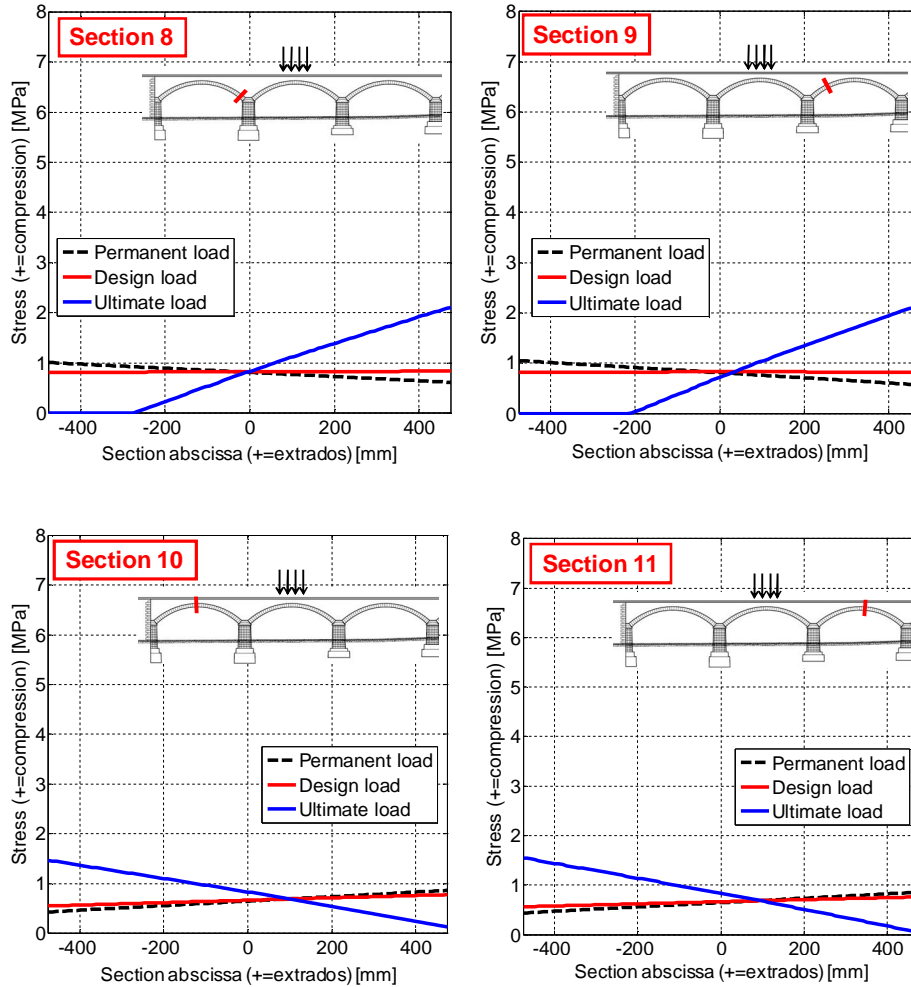 Section 8
Stress (+=compression) [MPa]
8
7
6
5
4
3
2
1
0
Permanent load
Design load
Ultimate load
-400
-200
0
200
400
Section abscissa (+=extrados) [mm]
Section 9
Stress (+=compression) [MPa]
8
7
6
5
4
3
2
1
0
Permanent load
Design load
Ultimate load
-400
-200
0
200
400
Section abscissa (+=extrados) [mm]
Section 10
Stress (+=compression) [MPa]
8
7
6
5
4
3
2
1
0
Permanent load
Design load
Ultimate load
-400
-200
0
200
400
Section abscissa (+=extrados) [mm]
Section 11
Stress (+=compression) [MPa]
8
7
6
5
4
3
2
1
0
Permanent load
Design load
Ultimate load
-400
-200
0
200
400
Section abscissa (+=extrados) [mm]